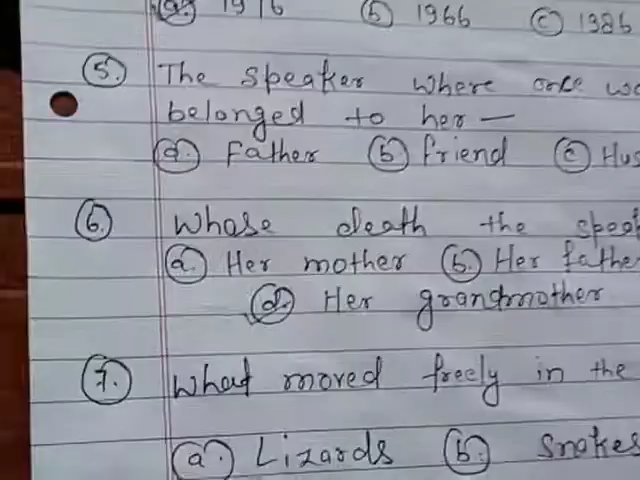 (a) 1976 (b) 1966 (c) 1986
(5.) The speaker where once
belonged to her —
(a.) Father (b.) friend (c)
(6.) Whose death the
(a.) Her mother (b.) Her
(d.) Her grandmother
(7.) What moved freely in the
(a.) Lizards (b.) Snakes